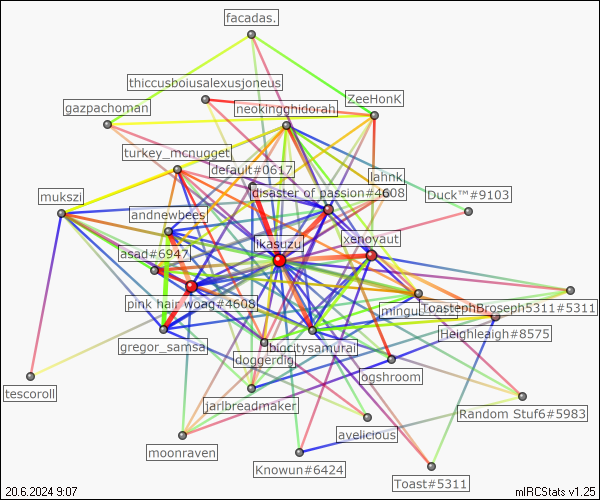 facadas.
thiccusboiusalexusjoneus
ZeeHonK
gazpachoman
neokingghidorah
turkey_mcnugget
default#0617
lahnk
disaster of passion#4608
Duck™#9103
mukszi
andnewbees
ikasuzu
xenoyaut
asad#6947
pink hair woag#4608
mingu
ToastephBroseph5311#5311
Heighleaigh#8575
gregor_samsa
biocitysamurai
doggerdig
ogshroom
tescoroll
jarlbreadmaker
Random Stuf6#5983
avelicious
moonraven
Knowun#6424
Toast#5311
20.6.2024 9:07
mIRCStats v1.25